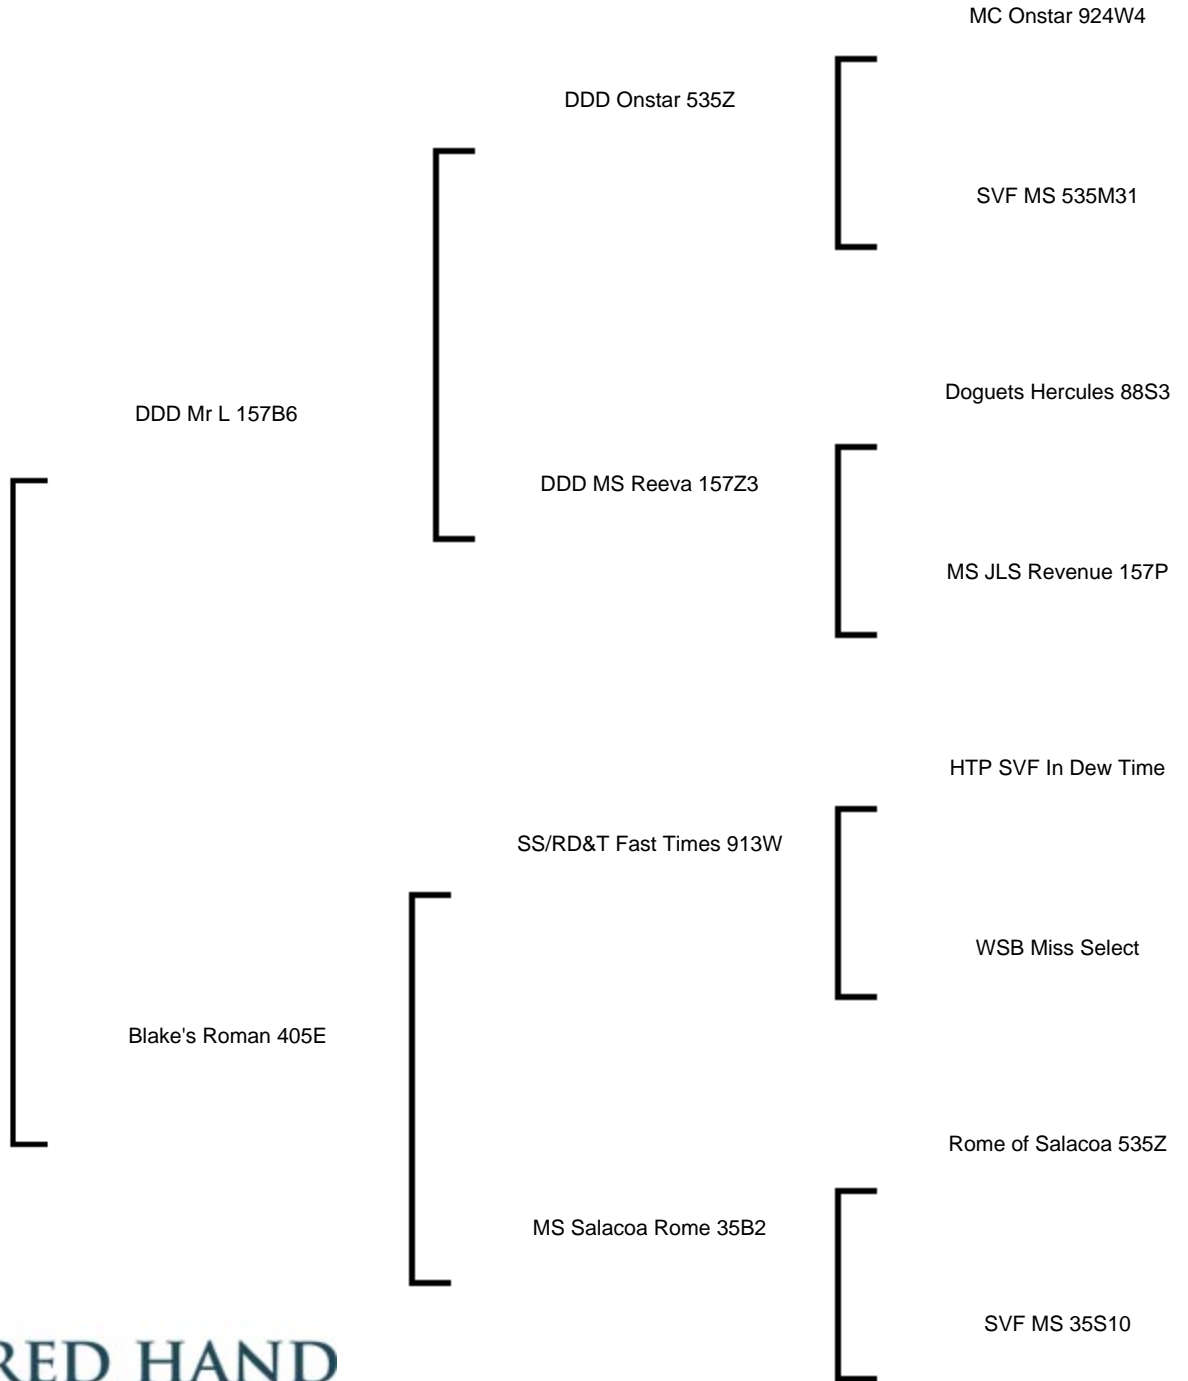 MC Onstar 924W4
DDD Onstar 535Z
SVF MS 535M31
Doguets Hercules 88S3
DDD Mr L 157B6
DDD MS Reeva 157Z3
MS JLS Revenue 157P
HTP SVF In Dew Time
SS/RD&T Fast Times 913W
WSB Miss Select
Blake's Roman 405E
Rome of Salacoa 535Z
MS Salacoa Rome 35B2
SVF MS 35S10
RED HAND